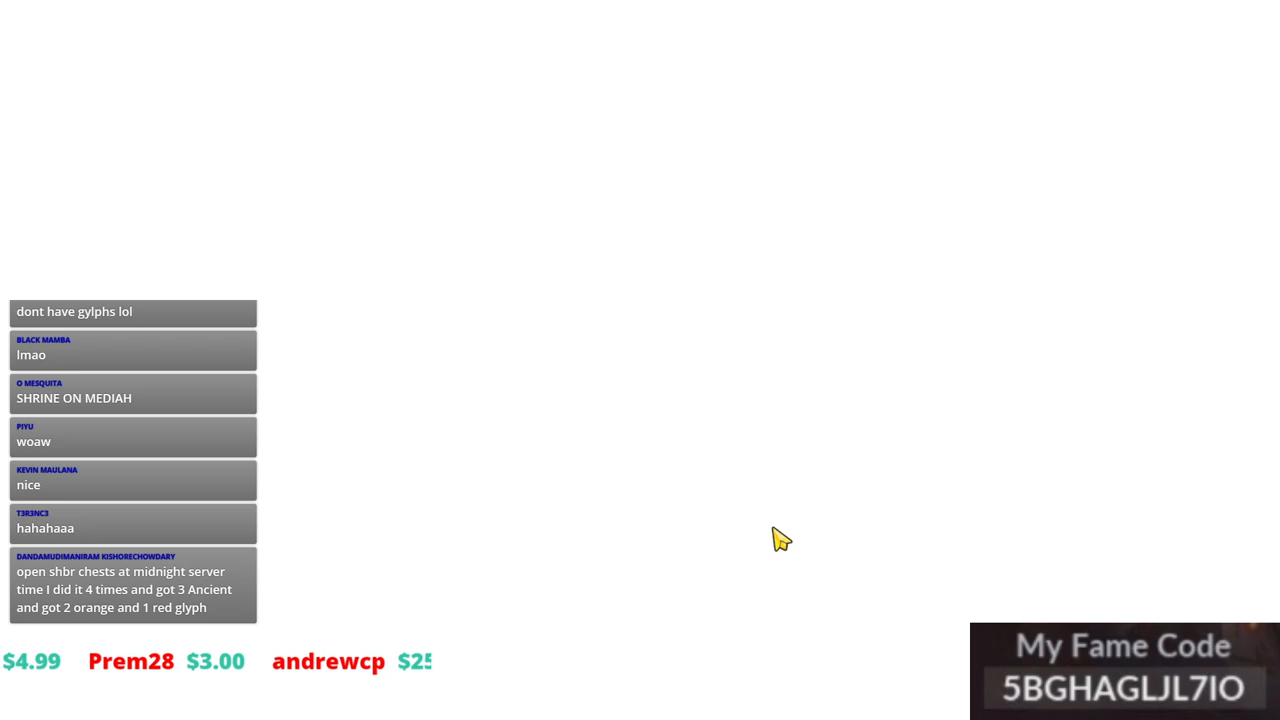 dont have gylphs lol
BLACK MAMBA
lmao
O MESQUITA
SHRINE ON MEDIAH
PIYU
woaw
KEVIN MAULANA
nice
T3R3NC3
hahahaaa
DANDAMUDIMANIRAM KISHORECHOWDARY
open shbr chests at midnight server
time I did it 4 times and got 3 Ancient
and got 2 orange and 1 red glyph
$4.99 Prem28 $3.00 andrewcp $25
My Fame Code
5BGHAGLJL7IO